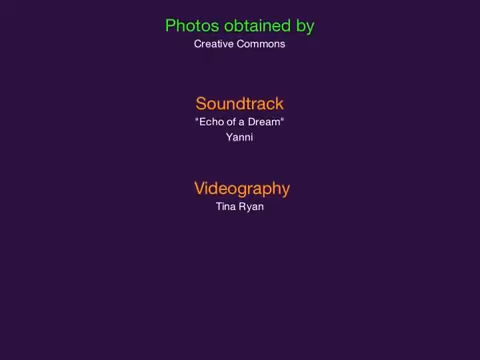 Photos obtained by
Creative Commons
Soundtrack
"Echo of a Dream"
Yanni
Videography
Tina Ryan